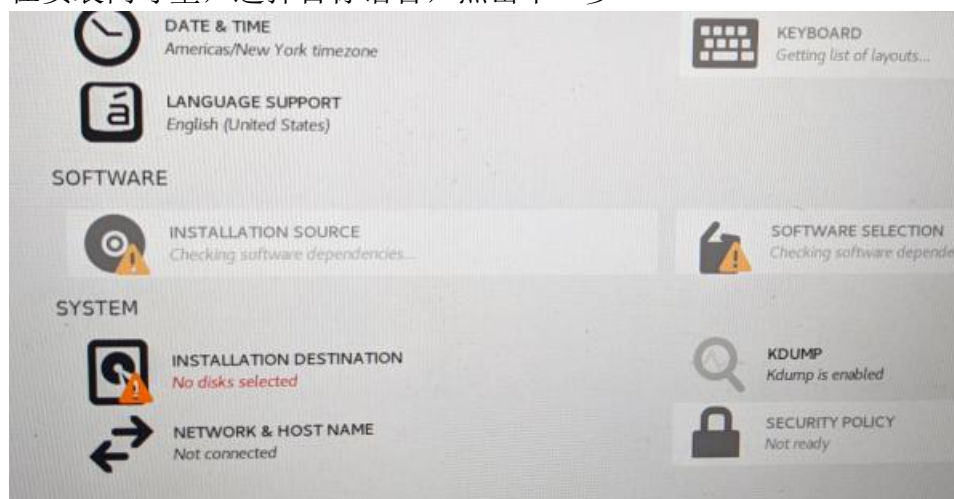 DATE & TIME
Americas/New York timezone
KEYBOARD
Getting list of layouts...
LANGUAGE SUPPORT
English (United States)
SOFTWARE
INSTALLATION SOURCE
Checking software dependencies...
SOFTWARE SELECTION
Checking software depende
SYSTEM
INSTALLATION DESTINATION
No disks selected
KDUMP
Kdump is enabled
NETWORK & HOST NAME
Not connected
SECURITY POLICY
Not ready